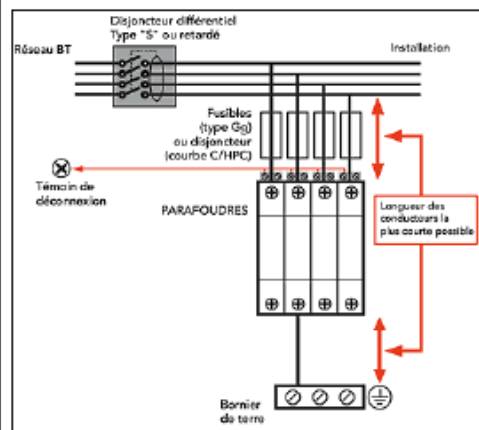 Disjoncteur différentiel
Type "S" ou retardé
Réseau BT
Installation
Fusibles
(type Gg)
ou disjoncteur
(courbe C/HPC)
Témoin de
déconnexion
PARAFOUDRES
Longueur des
conducteurs la
plus courte possible
Bornier
de terre